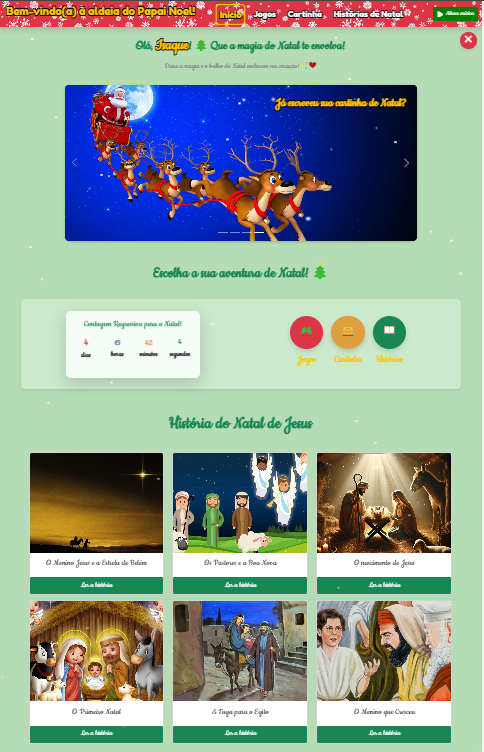 Bem-vindo(a) à aldeia do Papai Noel!
Início Jogos Cartinha Histórias de Natal
Ativar música
Olá, Isaque! Que a magia do Natal te envolva!
Deixe a magia e o brilho do Natal encherem seu coração!
Já escreveu sua cartinha de Natal?
Escolha a sua aventura de Natal!
Contagem Regressiva para o Natal!
4 15 42 4
dias horas minutos segundos
Jogos Cartinha Histórias
História do Natal de Jesus
O Menino Jesus e a Estrela de Belém
Ler a história
Os Pastores e a Boa Nova
Ler a história
O nascimento de Jesus
Ler a história
O Primeiro Natal
Ler a história
A Fuga para o Egito
Ler a história
O Menino que Cresceu
Ler a história